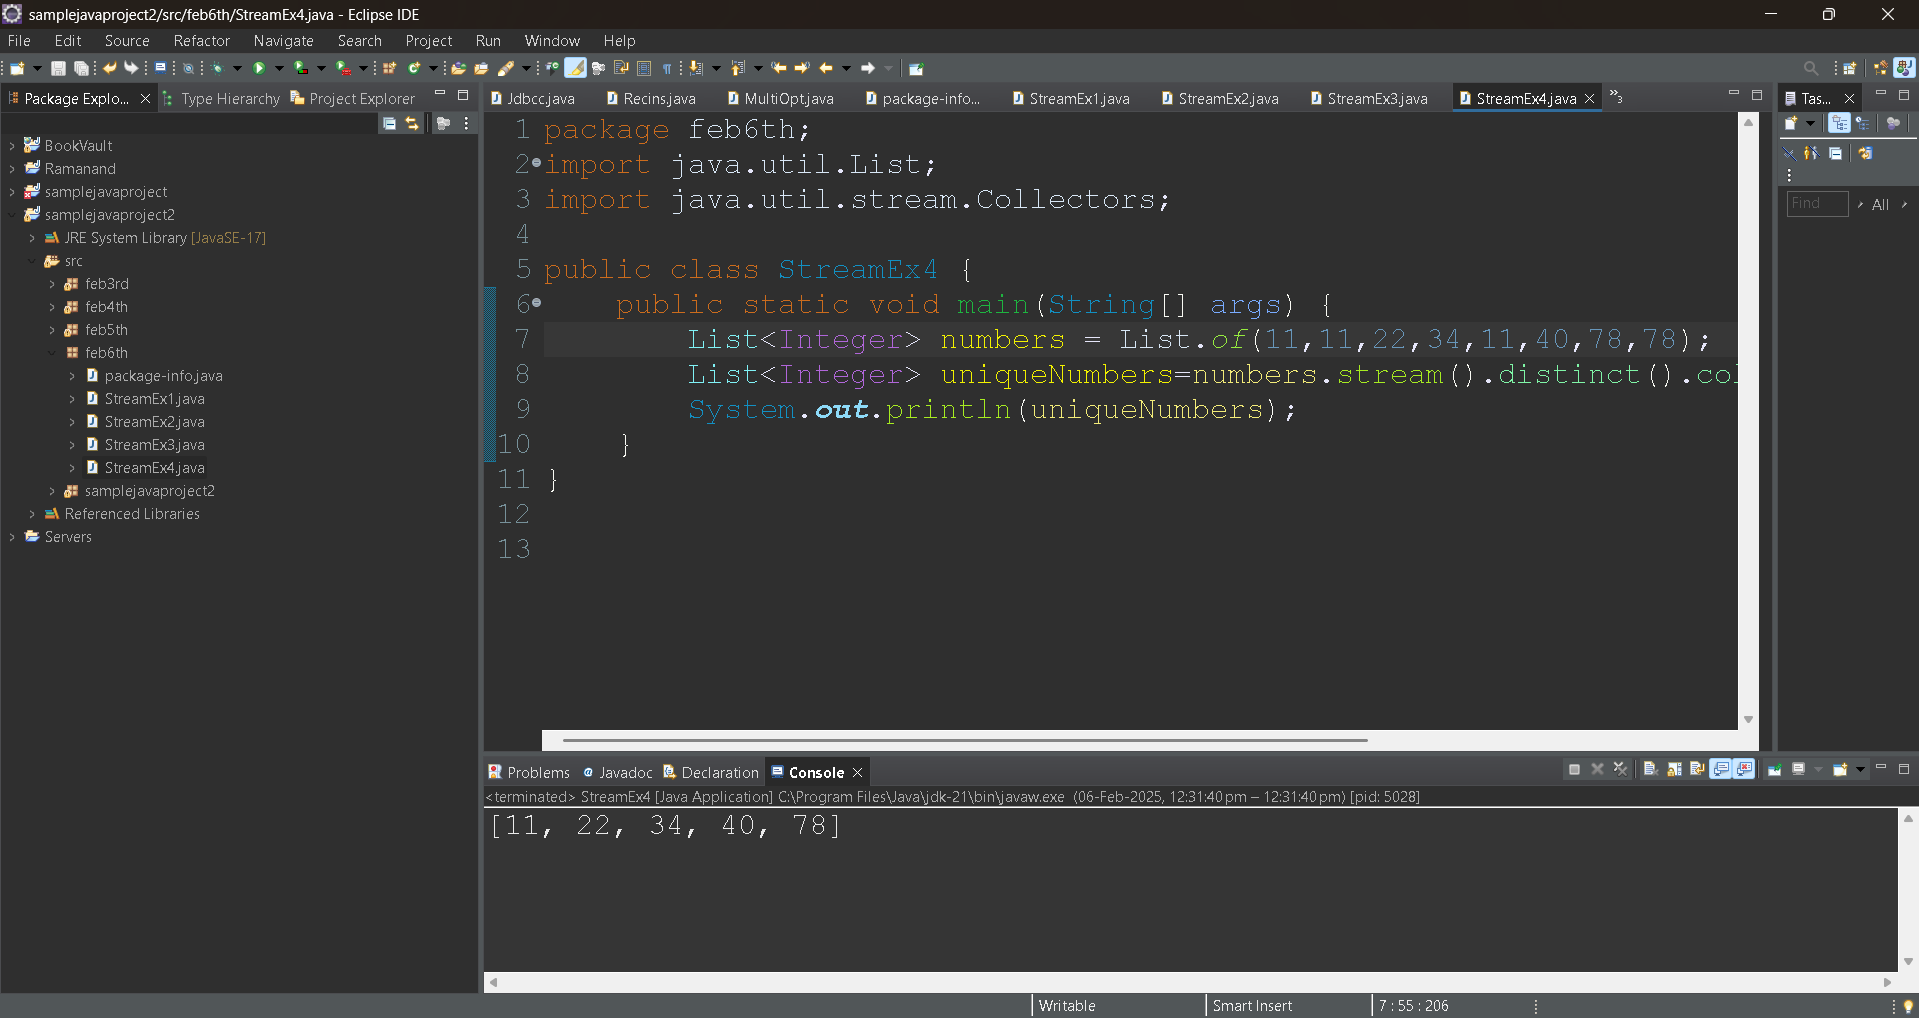 samplejavaproject2/src/feb6th/StreamEx4.java - Eclipse IDE
File Edit Source Refactor Navigate Search Project Run Window Help
Package Explo... Type Hierarchy Project Explorer
Jdbcc.java Recins.java MultiOpt.java package-info... StreamEx1.java StreamEx2.java StreamEx3.java StreamEx4.java »3
Tas...
BookVault
Ramanand
samplejavaproject
samplejavaproject2
JRE System Library [JavaSE-17]
src
feb3rd
feb4th
feb5th
feb6th
package-info.java
StreamEx1.java
StreamEx2.java
StreamEx3.java
StreamEx4.java
samplejavaproject2
Referenced Libraries
Servers
1 package feb6th;
2 import java.util.List;
3 import java.util.stream.Collectors;
4
5 public class StreamEx4 {
6 public static void main(String[] args) {
7 List<Integer> numbers = List.of(11,11,22,34,11,40,78,78);
8 List<Integer> uniqueNumbers=numbers.stream().distinct().col
9 System.out.println(uniqueNumbers);
10 }
11 }
12
13
Find All
Problems Javadoc Declaration Console
<terminated> StreamEx4 [Java Application] C:\Program Files\Java\jdk-21\bin\javaw.exe (06-Feb-2025, 12:31:40 pm – 12:31:40 pm) [pid: 5028]
[11, 22, 34, 40, 78]
Writable Smart Insert 7 : 55 : 206